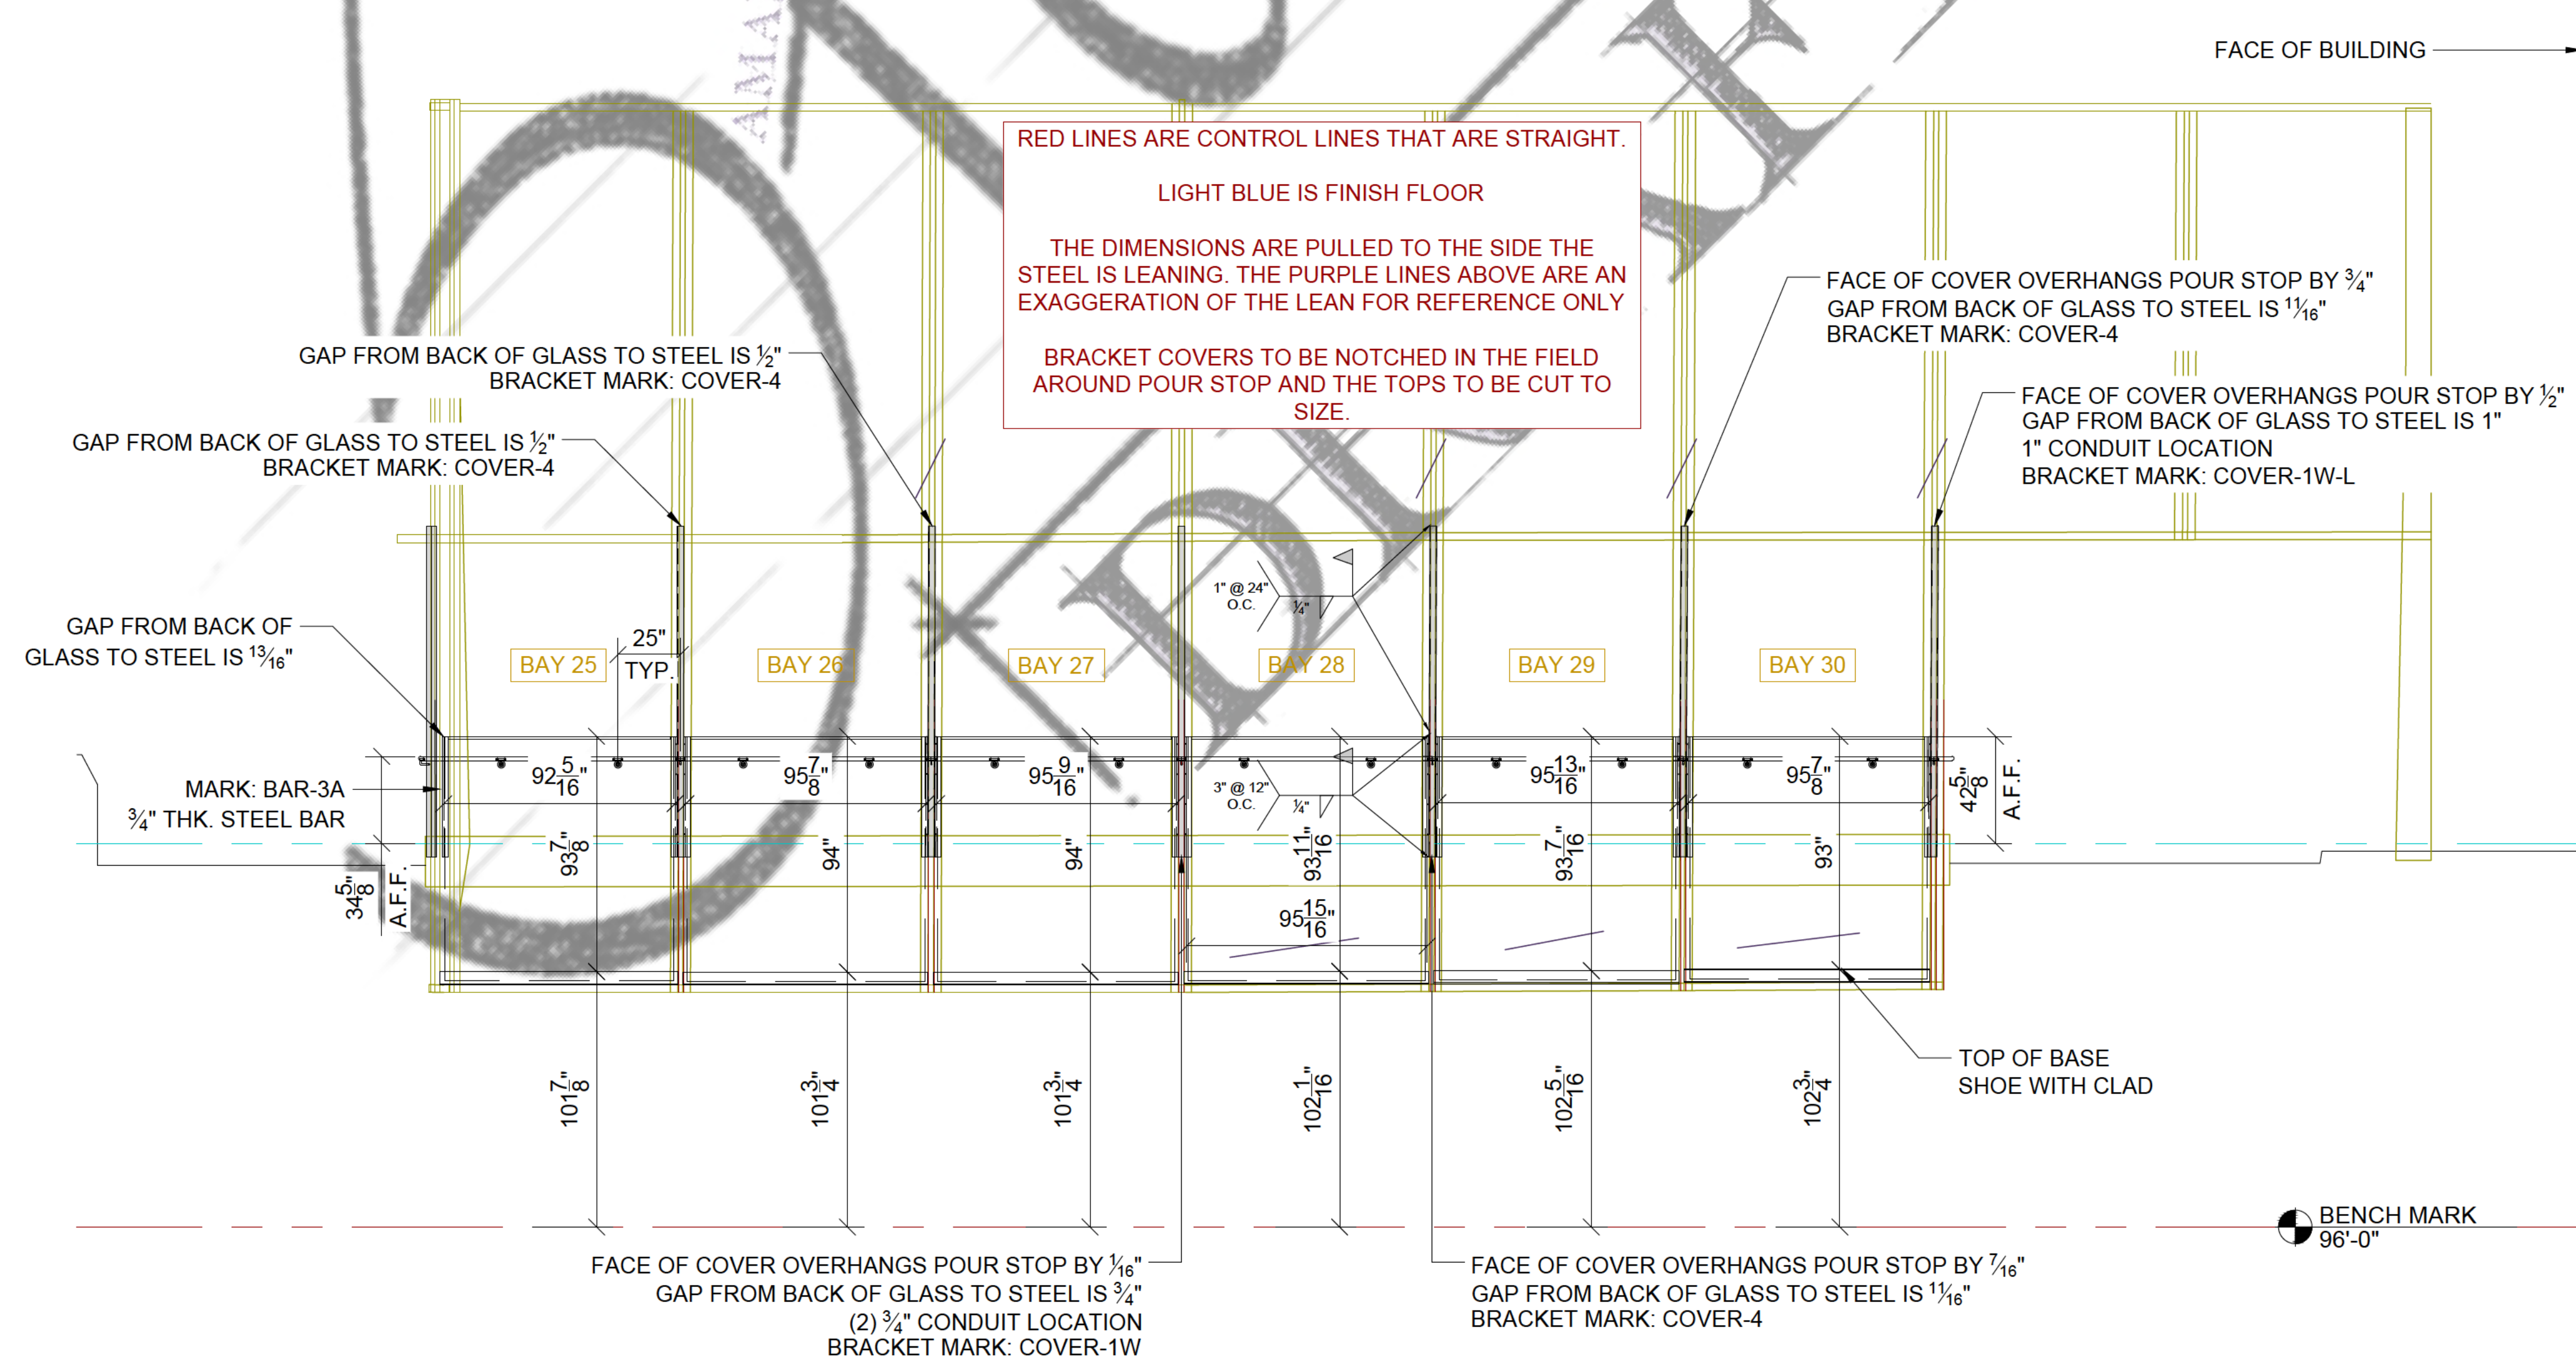 FACE OF BUILDING
RED LINES ARE CONTROL LINES THAT ARE STRAIGHT.
LIGHT BLUE IS FINISH FLOOR
THE DIMENSIONS ARE PULLED TO THE SIDE THE
STEEL IS LEANING. THE PURPLE LINES ABOVE ARE AN
EXAGGERATION OF THE LEAN FOR REFERENCE ONLY
BRACKET COVERS TO BE NOTCHED IN THE FIELD
AROUND POUR STOP AND THE TOPS TO BE CUT TO
SIZE.
FACE OF COVER OVERHANGS POUR STOP BY 3/4"
GAP FROM BACK OF GLASS TO STEEL IS 11/16"
BRACKET MARK: COVER-4
GAP FROM BACK OF GLASS TO STEEL IS 1/2"
BRACKET MARK: COVER-4
FACE OF COVER OVERHANGS POUR STOP BY 1/2"
GAP FROM BACK OF GLASS TO STEEL IS 1"
1" CONDUIT LOCATION
BRACKET MARK: COVER-1W-L
GAP FROM BACK OF GLASS TO STEEL IS 1/2"
BRACKET MARK: COVER-4
1" @ 24"
O.C.
1/4"
GAP FROM BACK OF
GLASS TO STEEL IS 13/16"
25"
TYP.
BAY 25
BAY 26
BAY 27
BAY 28
BAY 29
BAY 30
MARK: BAR-3A
3/4" THK. STEEL BAR
92 5/16"
95 7/8"
95 9/16"
3" @ 12"
O.C.
1/4"
95 13/16"
95 7/8"
42 5/8"
A.F.F.
34 5/8"
A.F.F.
93 7/8"
94"
94"
93 11/16"
93 7/16"
93"
95 15/16"
101 7/8"
101 3/4"
101 3/4"
102 1/16"
102 5/16"
102 3/4"
TOP OF BASE
SHOE WITH CLAD
BENCH MARK
96'-0"
FACE OF COVER OVERHANGS POUR STOP BY 1/16"
GAP FROM BACK OF GLASS TO STEEL IS 3/4"
(2) 3/4" CONDUIT LOCATION
BRACKET MARK: COVER-1W
FACE OF COVER OVERHANGS POUR STOP BY 7/16"
GAP FROM BACK OF GLASS TO STEEL IS 11/16"
BRACKET MARK: COVER-4